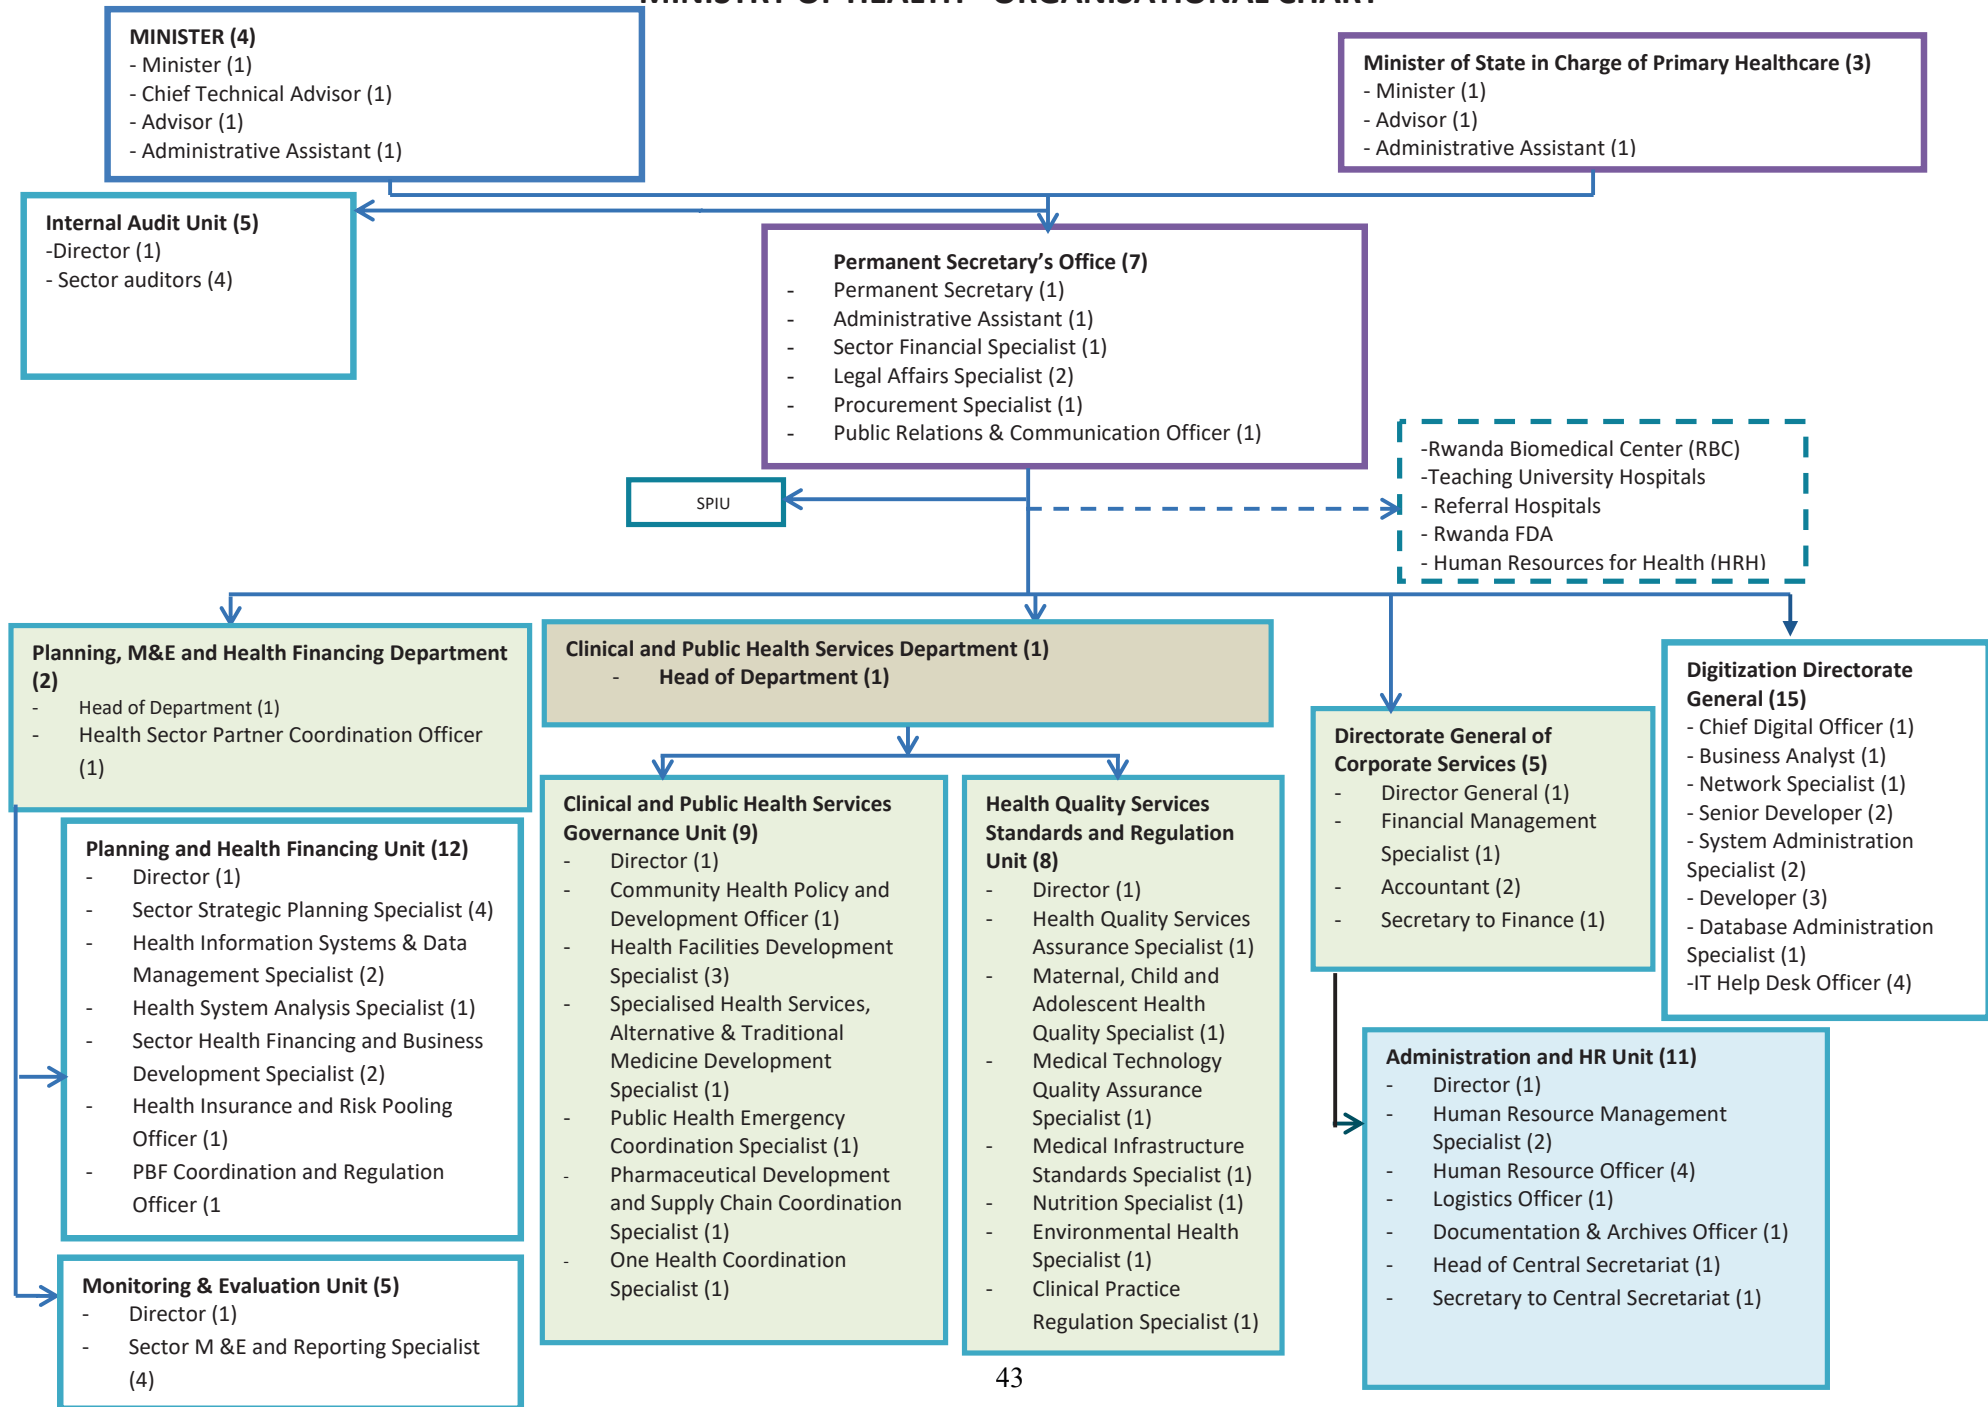 MINISTRY OF HEALTH - ORGANISATIONAL CHART
MINISTER (4)
- Minister (1)
- Chief Technical Advisor (1)
- Advisor (1)
- Administrative Assistant (1)
Minister of State in Charge of Primary Healthcare (3)
- Minister (1)
- Advisor (1)
- Administrative Assistant (1)
Internal Audit Unit (5)
-Director (1)
- Sector auditors (4)
Permanent Secretary’s Office (7)
- Permanent Secretary (1)
- Administrative Assistant (1)
- Sector Financial Specialist (1)
- Legal Affairs Specialist (2)
- Procurement Specialist (1)
- Public Relations & Communication Officer (1)
SPIU
-Rwanda Biomedical Center (RBC)
-Teaching University Hospitals
- Referral Hospitals
- Rwanda FDA
- Human Resources for Health (HRH)
Planning, M&E and Health Financing Department
(2)
- Head of Department (1)
- Health Sector Partner Coordination Officer
(1)
Planning and Health Financing Unit (12)
- Director (1)
- Sector Strategic Planning Specialist (4)
- Health Information Systems & Data
Management Specialist (2)
- Health System Analysis Specialist (1)
- Sector Health Financing and Business
Development Specialist (2)
- Health Insurance and Risk Pooling
Officer (1)
- PBF Coordination and Regulation
Officer (1
Monitoring & Evaluation Unit (5)
- Director (1)
- Sector M &E and Reporting Specialist
(4)
Clinical and Public Health Services Department (1)
- Head of Department (1)
Clinical and Public Health Services
Governance Unit (9)
- Director (1)
- Community Health Policy and
Development Officer (1)
- Health Facilities Development
Specialist (3)
- Specialised Health Services,
Alternative & Traditional
Medicine Development
Specialist (1)
- Public Health Emergency
Coordination Specialist (1)
- Pharmaceutical Development
and Supply Chain Coordination
Specialist (1)
- One Health Coordination
Specialist (1)
Health Quality Services
Standards and Regulation
Unit (8)
- Director (1)
- Health Quality Services
Assurance Specialist (1)
- Maternal, Child and
Adolescent Health
Quality Specialist (1)
- Medical Technology
Quality Assurance
Specialist (1)
- Medical Infrastructure
Standards Specialist (1)
- Nutrition Specialist (1)
- Environmental Health
Specialist (1)
- Clinical Practice
Regulation Specialist (1)
Directorate General of
Corporate Services (5)
- Director General (1)
- Financial Management
Specialist (1)
- Accountant (2)
- Secretary to Finance (1)
Digitization Directorate
General (15)
- Chief Digital Officer (1)
- Business Analyst (1)
- Network Specialist (1)
- Senior Developer (2)
- System Administration
Specialist (2)
- Developer (3)
- Database Administration
Specialist (1)
-IT Help Desk Officer (4)
Administration and HR Unit (11)
- Director (1)
- Human Resource Management
Specialist (2)
- Human Resource Officer (4)
- Logistics Officer (1)
- Documentation & Archives Officer (1)
- Head of Central Secretariat (1)
- Secretary to Central Secretariat (1)
43